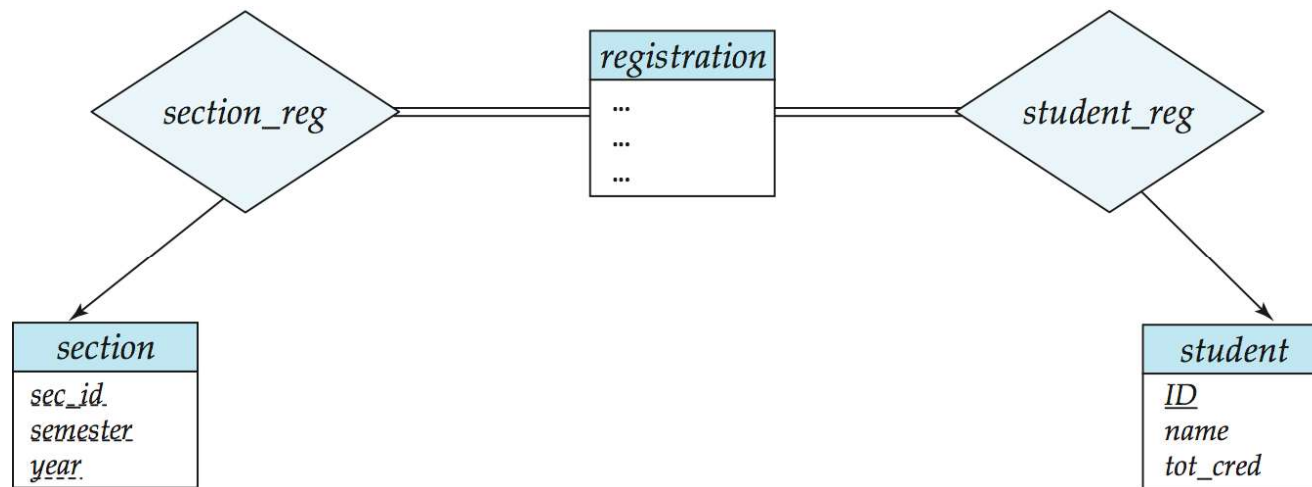 section_reg
registration
...
...
...
student_reg
section
sec_id
semester
year
student
ID
name
tot_cred